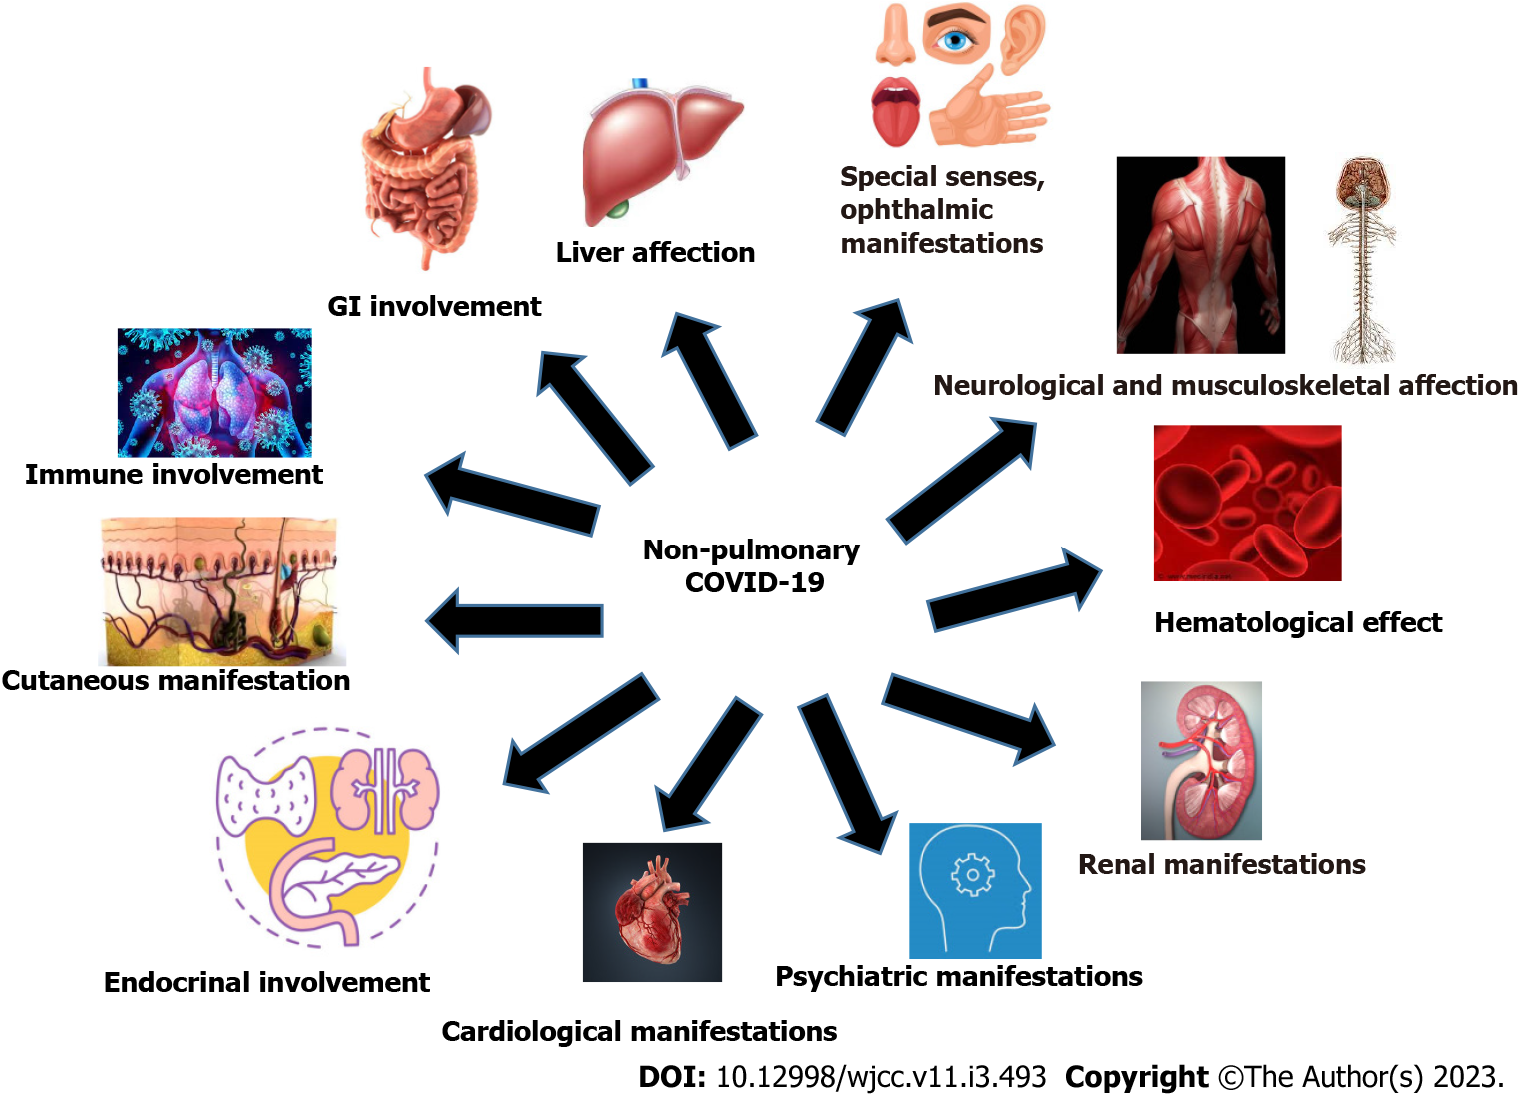 Special senses,
ophthalmic
manifestations
Liver affection
GI involvement
Neurological and musculoskeletal affection
Immune involvement
Non-pulmonary
COVID-19
Hematological effect
Cutaneous manifestation
Renal manifestations
Endocrinal involvement
Psychiatric manifestations
Cardiological manifestations
DOI: 10.12998/wjcc.v11.i3.493 Copyright ©The Author(s) 2023.